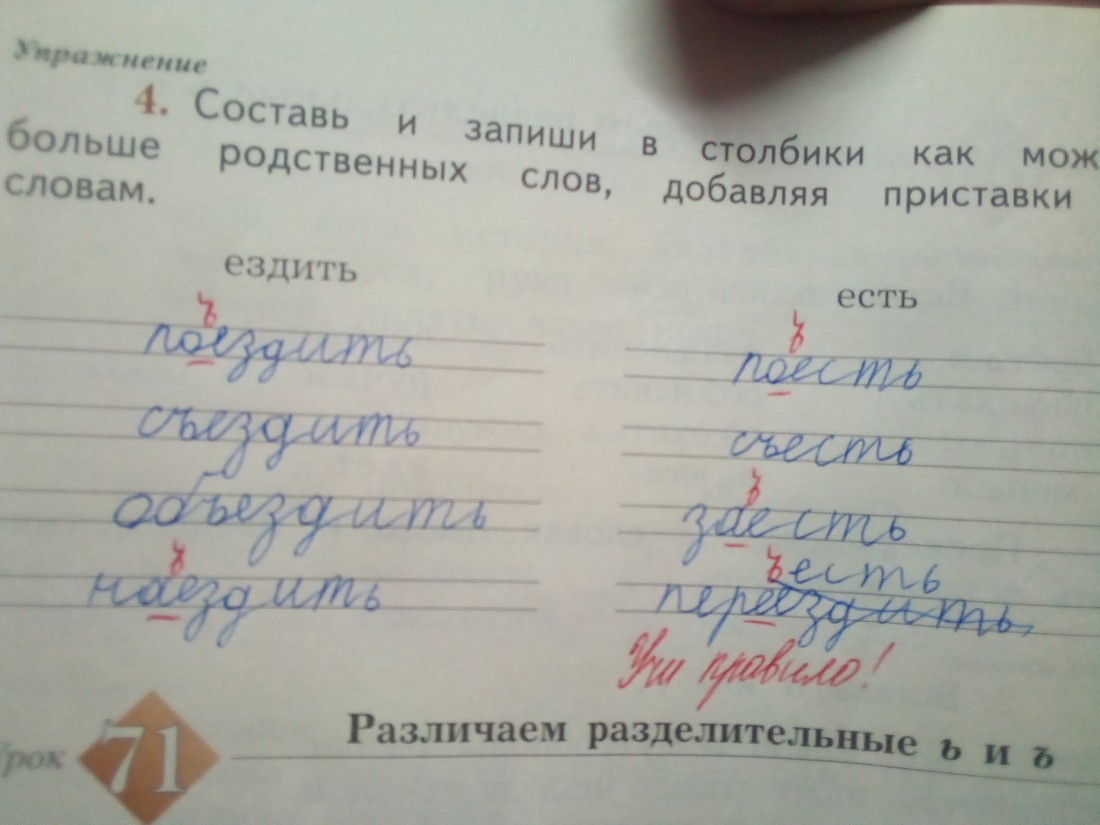 Упражнение
4. Составь и запиши в столбики как мож
больше родственных слов, добавляя приставки
словам.
ездить
есть
ъ
поездить
ъ
поесть
съездить
съесть
объездить
ъ
заесть
ъ
наездить
ъесть
переездить
Учи правило!
Урок 71
Различаем разделительные ь и ъ